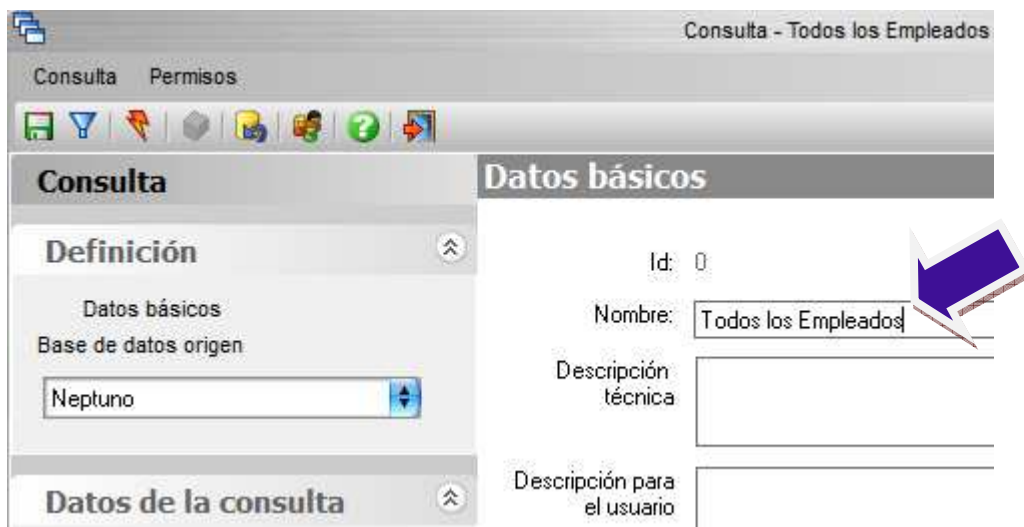 Consulta - Todos los Empleados
Consulta Permisos
Consulta
Datos básicos
Definición
Id: 0
Datos básicos
Nombre: Todos los Empleados
Base de datos origen
Descripción
técnica
Neptuno
Descripción para
el usuario
Datos de la consulta